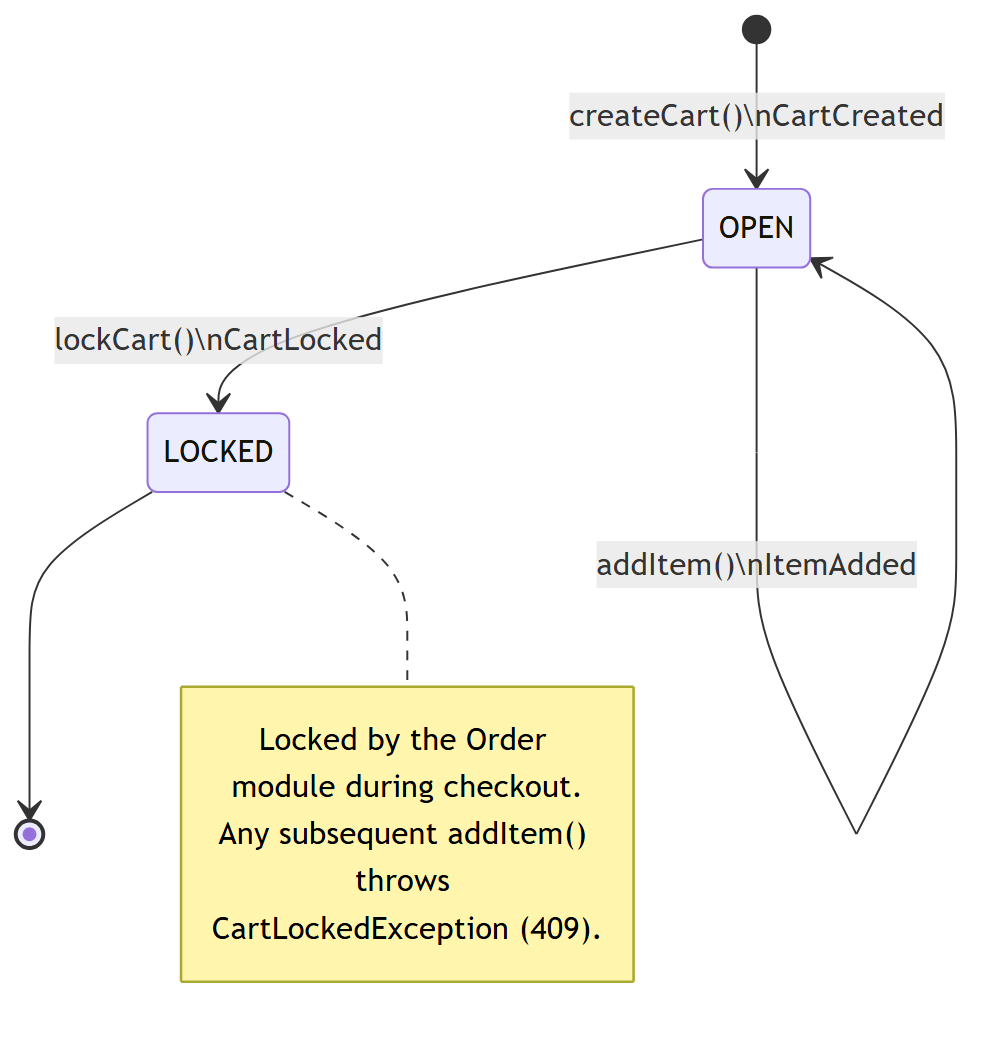 createCart()\nCartCreated
OPEN
lockCart()\nCartLocked
LOCKED
addItem()\nItemAdded
Locked by the Order
module during checkout.
Any subsequent addItem()
throws
CartLockedException (409).